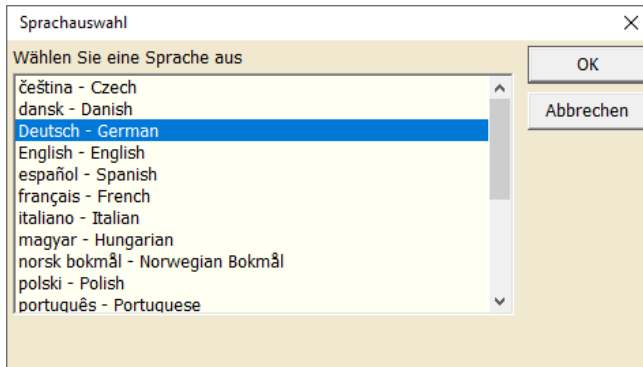 Sprachauswahl
Wählen Sie eine Sprache aus
čeština - Czech
dansk - Danish
Deutsch - German
English - English
español - Spanish
français - French
italiano - Italian
magyar - Hungarian
norsk bokmål - Norwegian Bokmål
polski - Polish
português - Portuguese
OK
Abbrechen